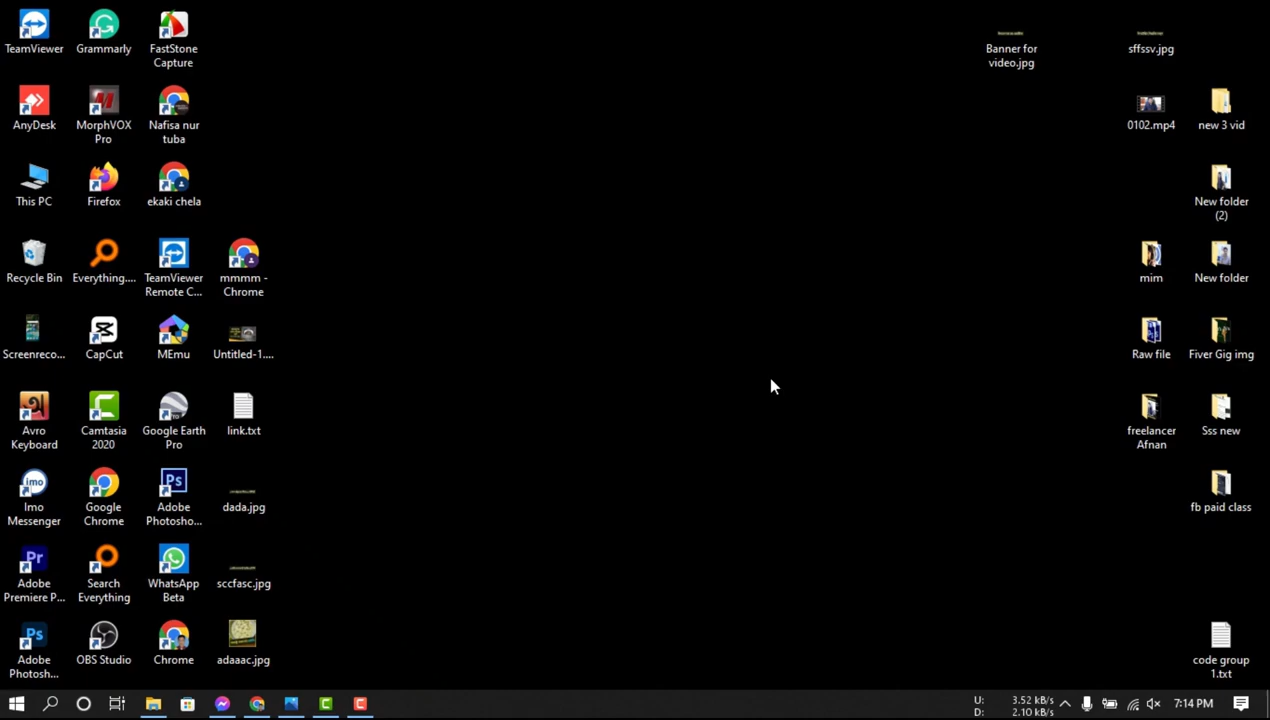 TeamViewer
Grammarly
FastStone
Capture
Banner for
video.jpg
sffssv.jpg
AnyDesk
MorphVOX
Pro
Nafisa nur
tuba
0102.mp4
new 3 vid
This PC
Firefox
ekaki chela
New folder
(2)
Recycle Bin
Everything....
TeamViewer
Remote C...
mmmm -
Chrome
mim
New folder
Screenreco...
CapCut
MEmu
Untitled-1....
Raw file
Fiver Gig img
Avro
Keyboard
Camtasia
2020
Google Earth
Pro
link.txt
freelancer
Afnan
Sss new
Imo
Messenger
Google
Chrome
Adobe
Photosho...
dada.jpg
fb paid class
Adobe
Premiere P...
Search
Everything
WhatsApp
Beta
sccfasc.jpg
Adobe
Photosh...
OBS Studio
Chrome
adaaac.jpg
code group
1.txt
U: 3.52 kB/s
D: 2.10 kB/s
7:14 PM